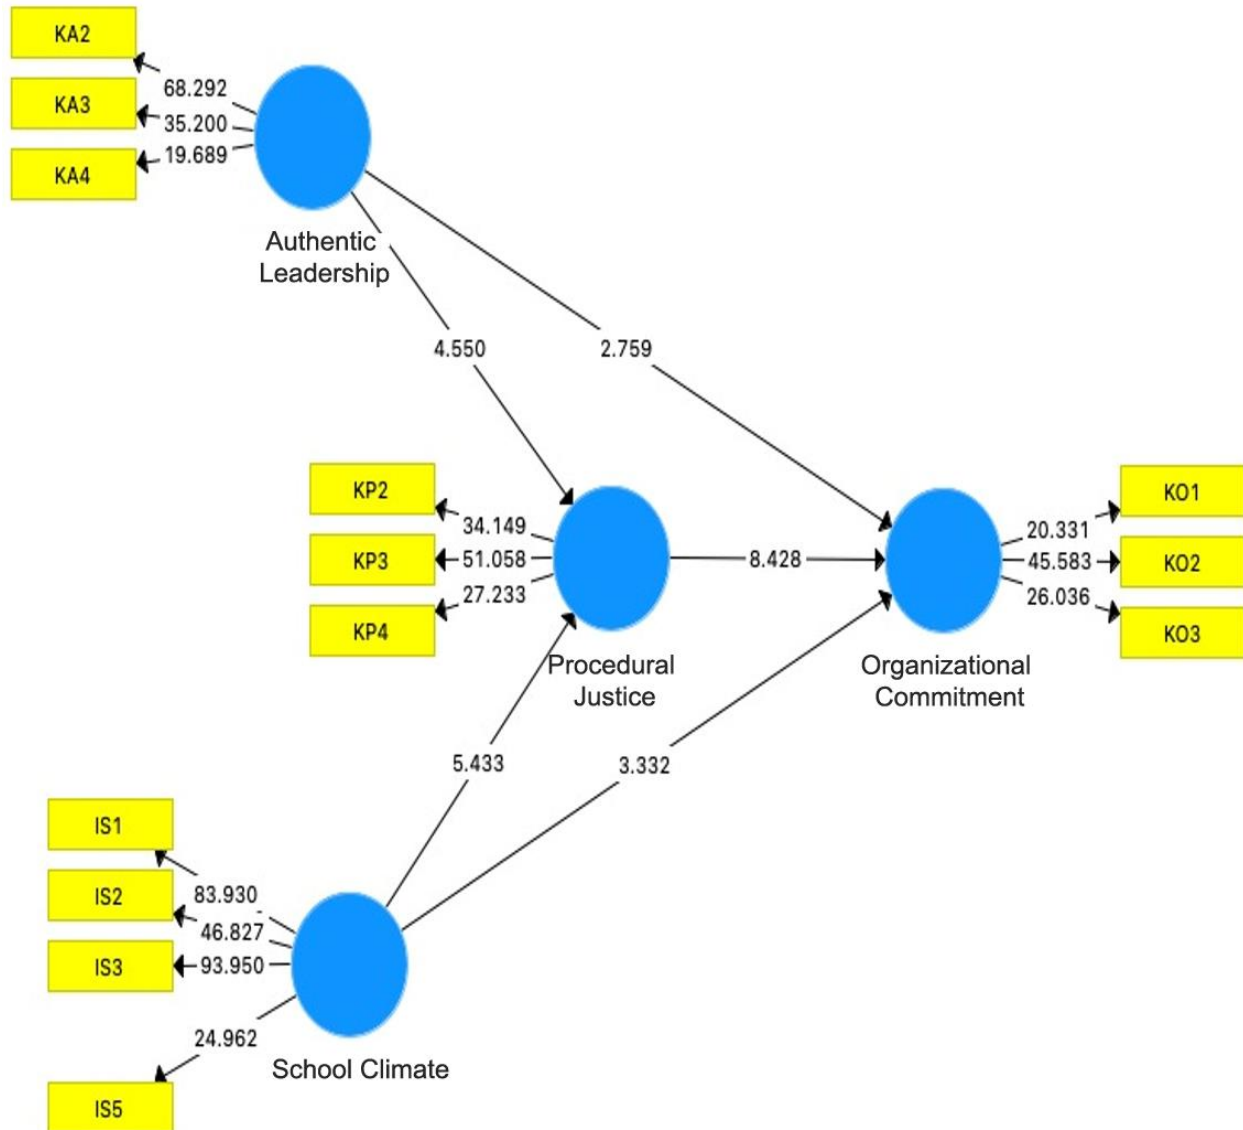 KA2
68.292
KA3
35.200
19.689
KA4
Authentic
Leadership
4.550
2.759
KP2
34.149
KP3
51.058
27.233
KP4
8.428
KO1
20.331
45.583
KO2
26.036
KO3
Procedural
Justice
Organizational
Commitment
5.433
3.332
IS1
83.930
IS2
46.827
IS3
93.950
24.962
School Climate
IS5